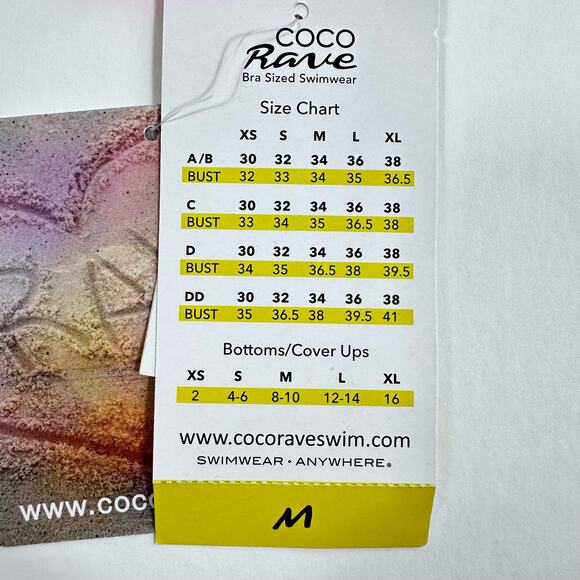 COCO
Rave
Bra Sized Swimwear
Size Chart
XS S M L XL
A/B 30 32 34 36 38
BUST 32 33 34 35 36.5
C 30 32 34 36 38
BUST 33 34 35 36.5 38
D 30 32 34 36 38
BUST 34 35 36.5 38 39.5
DD 30 32 34 36 38
BUST 35 36.5 38 39.5 41
Bottoms/Cover Ups
XS S M L XL
2 4-6 8-10 12-14 16
www.cocoraveswim.com
SWIMWEAR • ANYWHERE®
M
RA
WWW.COCO